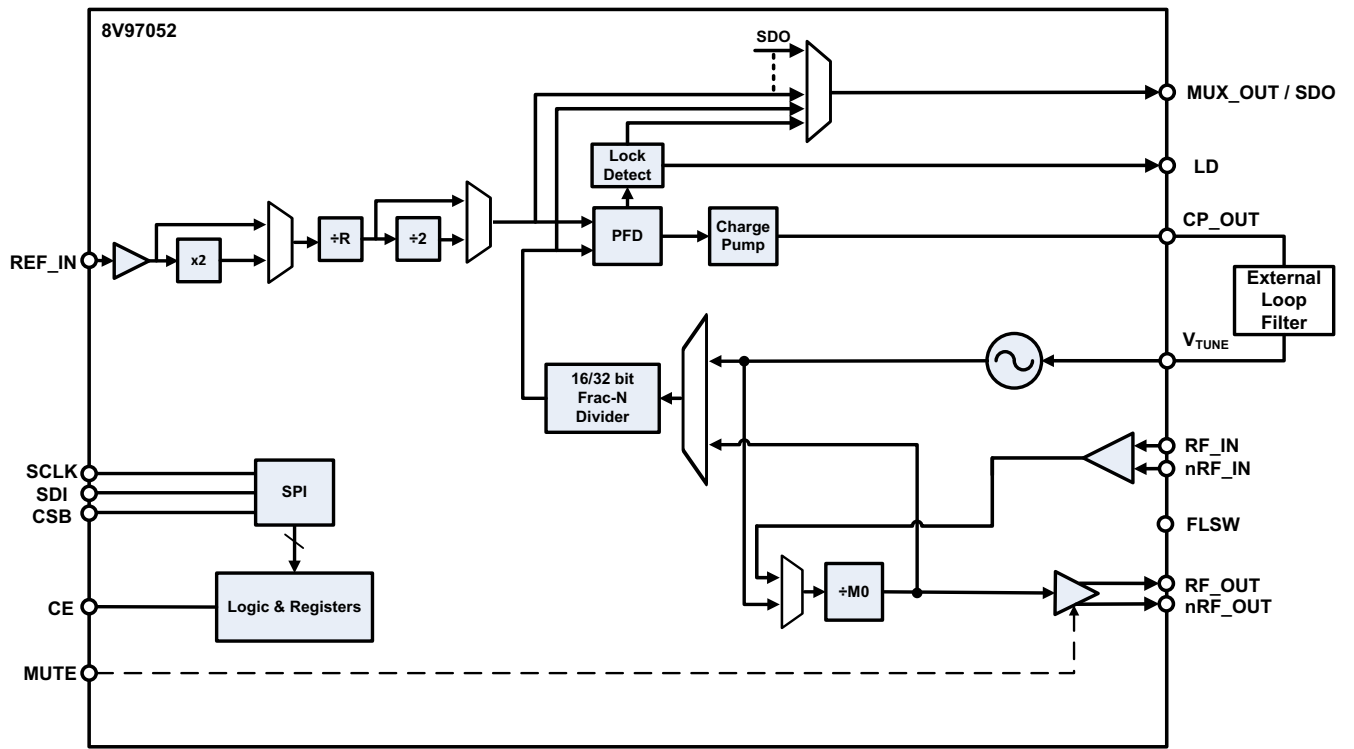 8V97052
SDO
MUX_OUT / SDO
Lock
Detect
LD
÷R
÷2
PFD
Charge
Pump
CP_OUT
REF_IN
x2
External
Loop
Filter
VTUNE
16/32 bit
Frac-N
Divider
RF_IN
nRF_IN
SCLK
SDI
CSB
SPI
FLSW
÷M0
RF_OUT
nRF_OUT
CE
Logic & Registers
MUTE